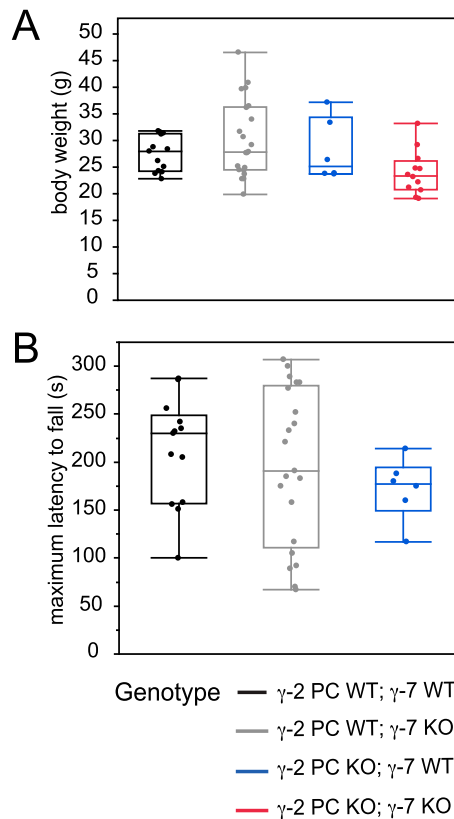 A
body weight (g)
50
45
40
35
30
25
20
15
10
5
0
B
maximum latency to fall (s)
300
250
200
150
100
50
0
Genotype
γ-2 PC WT; γ-7 WT
γ-2 PC WT; γ-7 KO
γ-2 PC KO; γ-7 WT
γ-2 PC KO; γ-7 KO